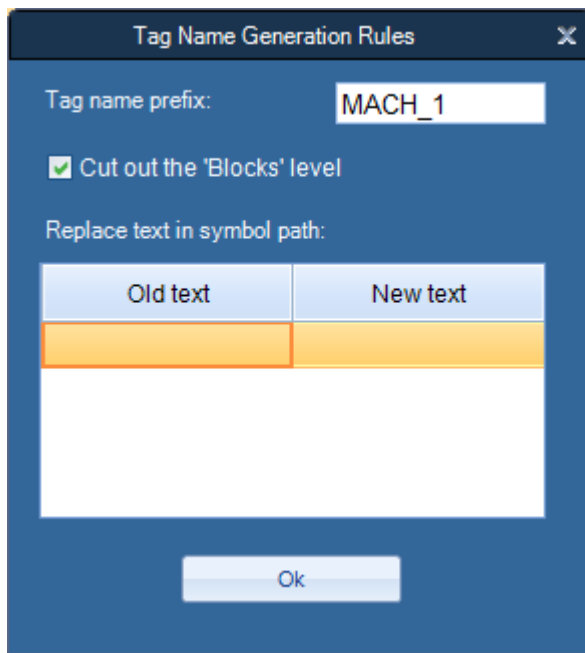 Tag Name Generation Rules
Tag name prefix: MACH_1
Cut out the 'Blocks' level
Replace text in symbol path:
Old text New text
Ok